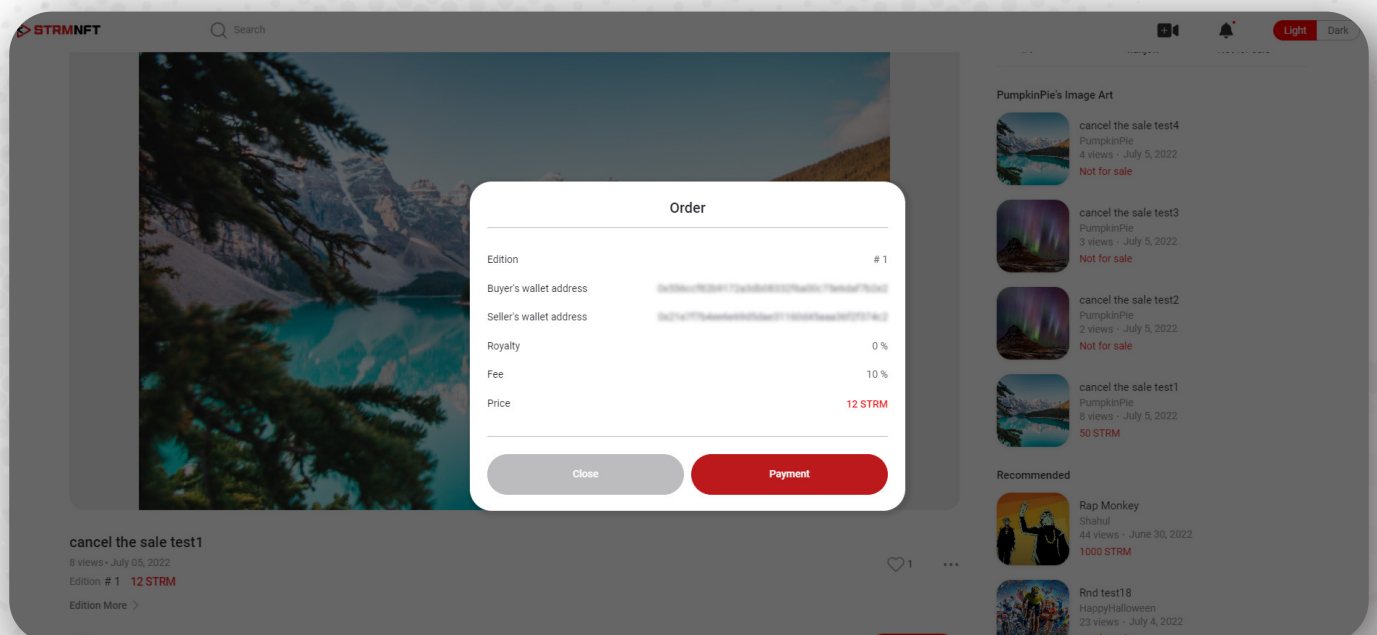 STRMNFT
Search
Light Dark
PumpkinPie's Image Art
cancel the sale test4
PumpkinPie
4 views · July 5, 2022
Not for sale
cancel the sale test3
PumpkinPie
3 views · July 5, 2022
Not for sale
cancel the sale test2
PumpkinPie
2 views · July 5, 2022
Not for sale
cancel the sale test1
PumpkinPie
8 views · July 5, 2022
50 STRM
Recommended
Rap Monkey
Shahul
44 views · June 30, 2022
1000 STRM
Rnd test18
HappyHalloween
23 views · July 4, 2022
Order
Edition # 1
Buyer's wallet address
Seller's wallet address
Royalty 0 %
Fee 10 %
Price 12 STRM
Close Payment
cancel the sale test1
8 views • July 05, 2022
Edition # 1 12 STRM
1
Edition More >